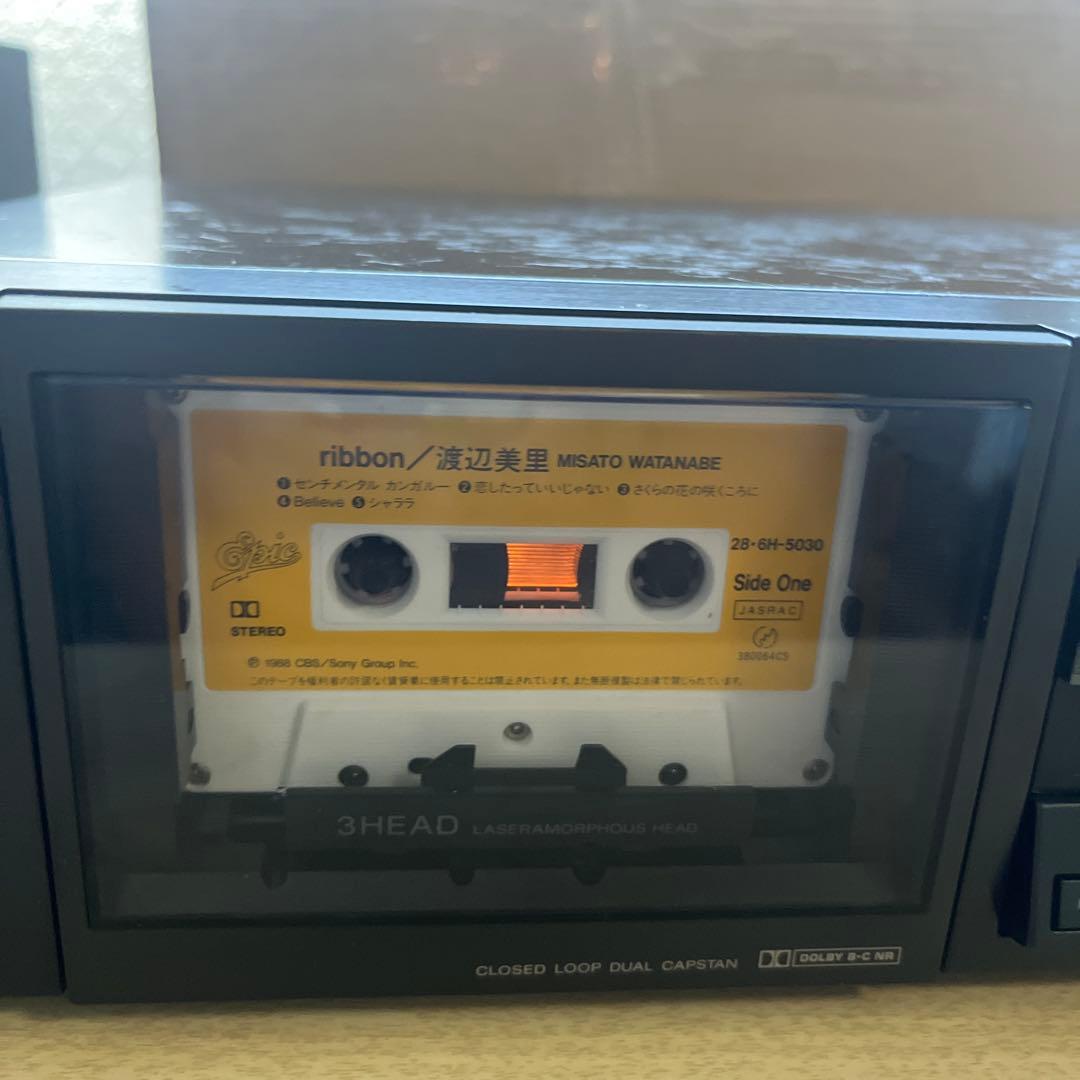 ribbon／渡辺美里 MISATO WATANABE
❶センチメンタル カンガルー ❷恋したっていいじゃない ❸さくらの花の咲くころに
❹Believe ❺シャララ
Epic
28・6H-5030
Side One
JASRAC
STEREO
380064CS
Ⓟ 1988 CBS/Sony Group Inc.
このテープを権利者の許諾なく賃貸業に使用することは禁止されています。また無断複製は法律で禁じられています。
3HEAD LASERAMORPHOUS HEAD
CLOSED LOOP DUAL CAPSTAN DOLBY B-C NR